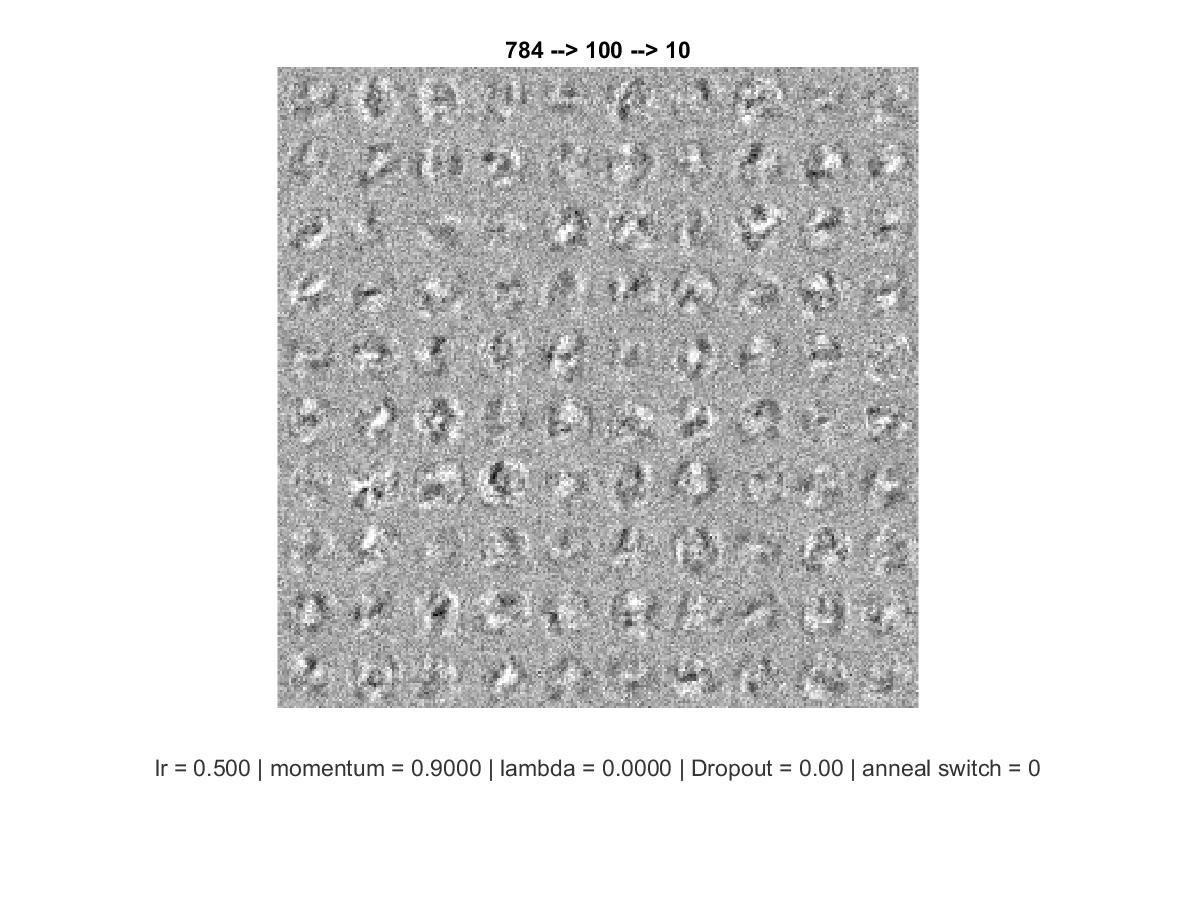 784 --> 100 --> 10
lr = 0.500 | momentum = 0.9000 | lambda = 0.0000 | Dropout = 0.00 | anneal switch = 0